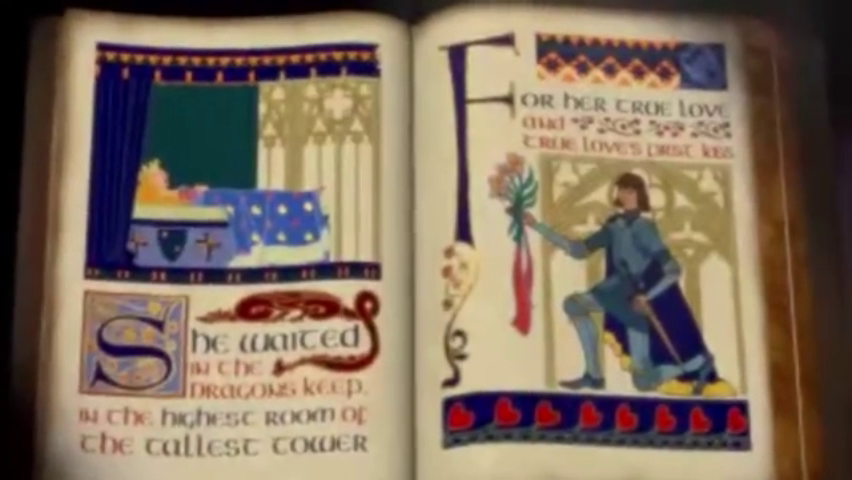 She waited
in the
dragons keep.
in the highest room of
the tallest tower
For her true love
and
true love's first kiss